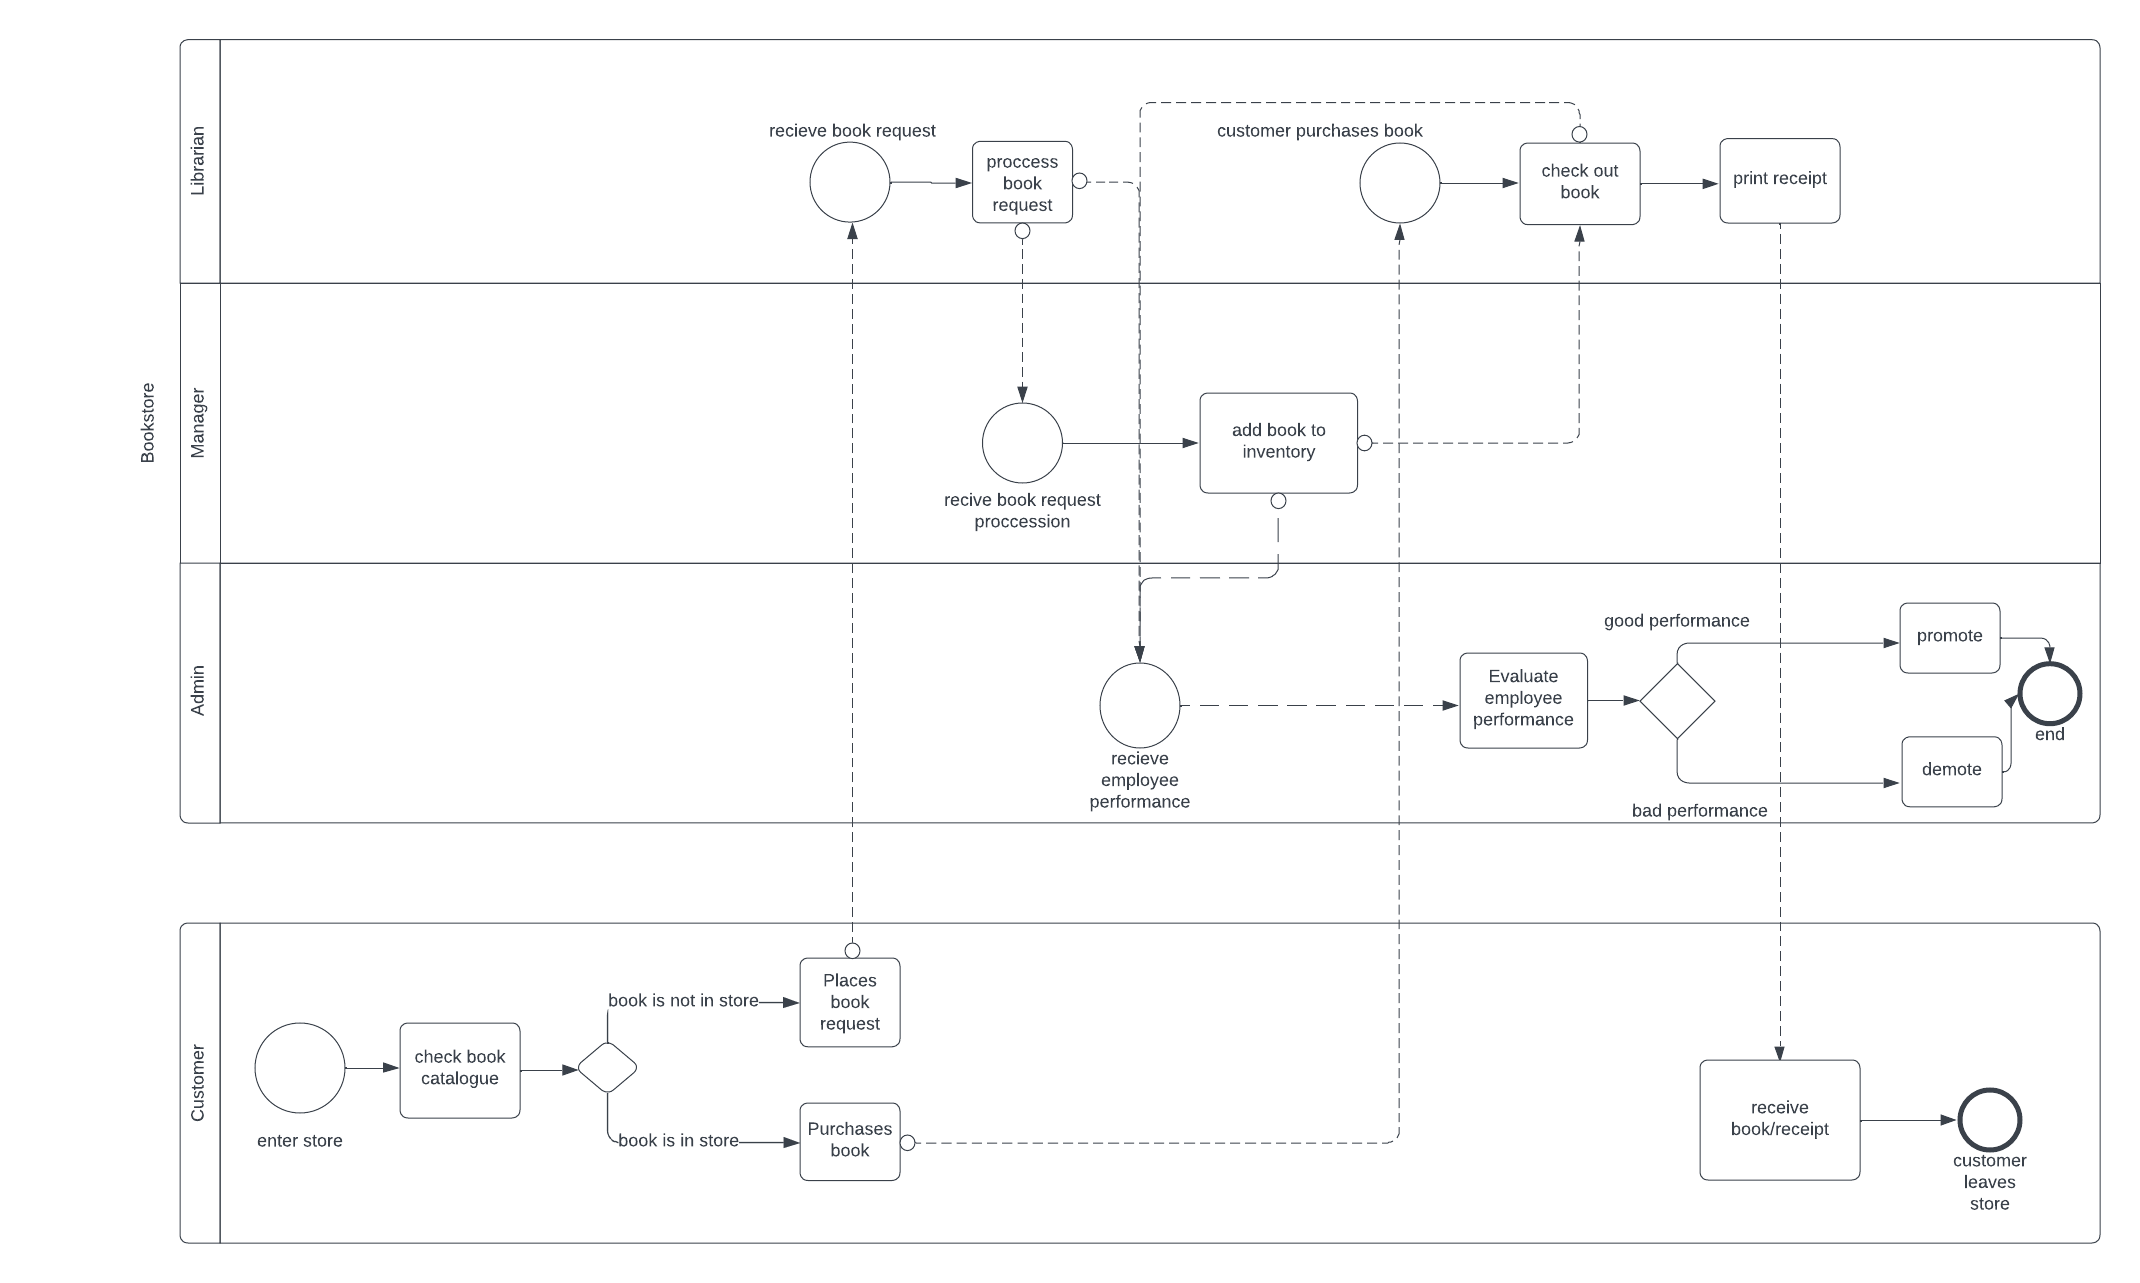 Bookstore
Librarian
recieve book request
proccess
book
request
customer purchases book
check out
book
print receipt
Manager
recive book request
proccession
add book to
inventory
Admin
recieve
employee
performance
Evaluate
employee
performance
good performance
bad performance
promote
demote
end
Customer
enter store
check book
catalogue
book is not in store
book is in store
Places
book
request
Purchases
book
receive
book/receipt
customer
leaves
store